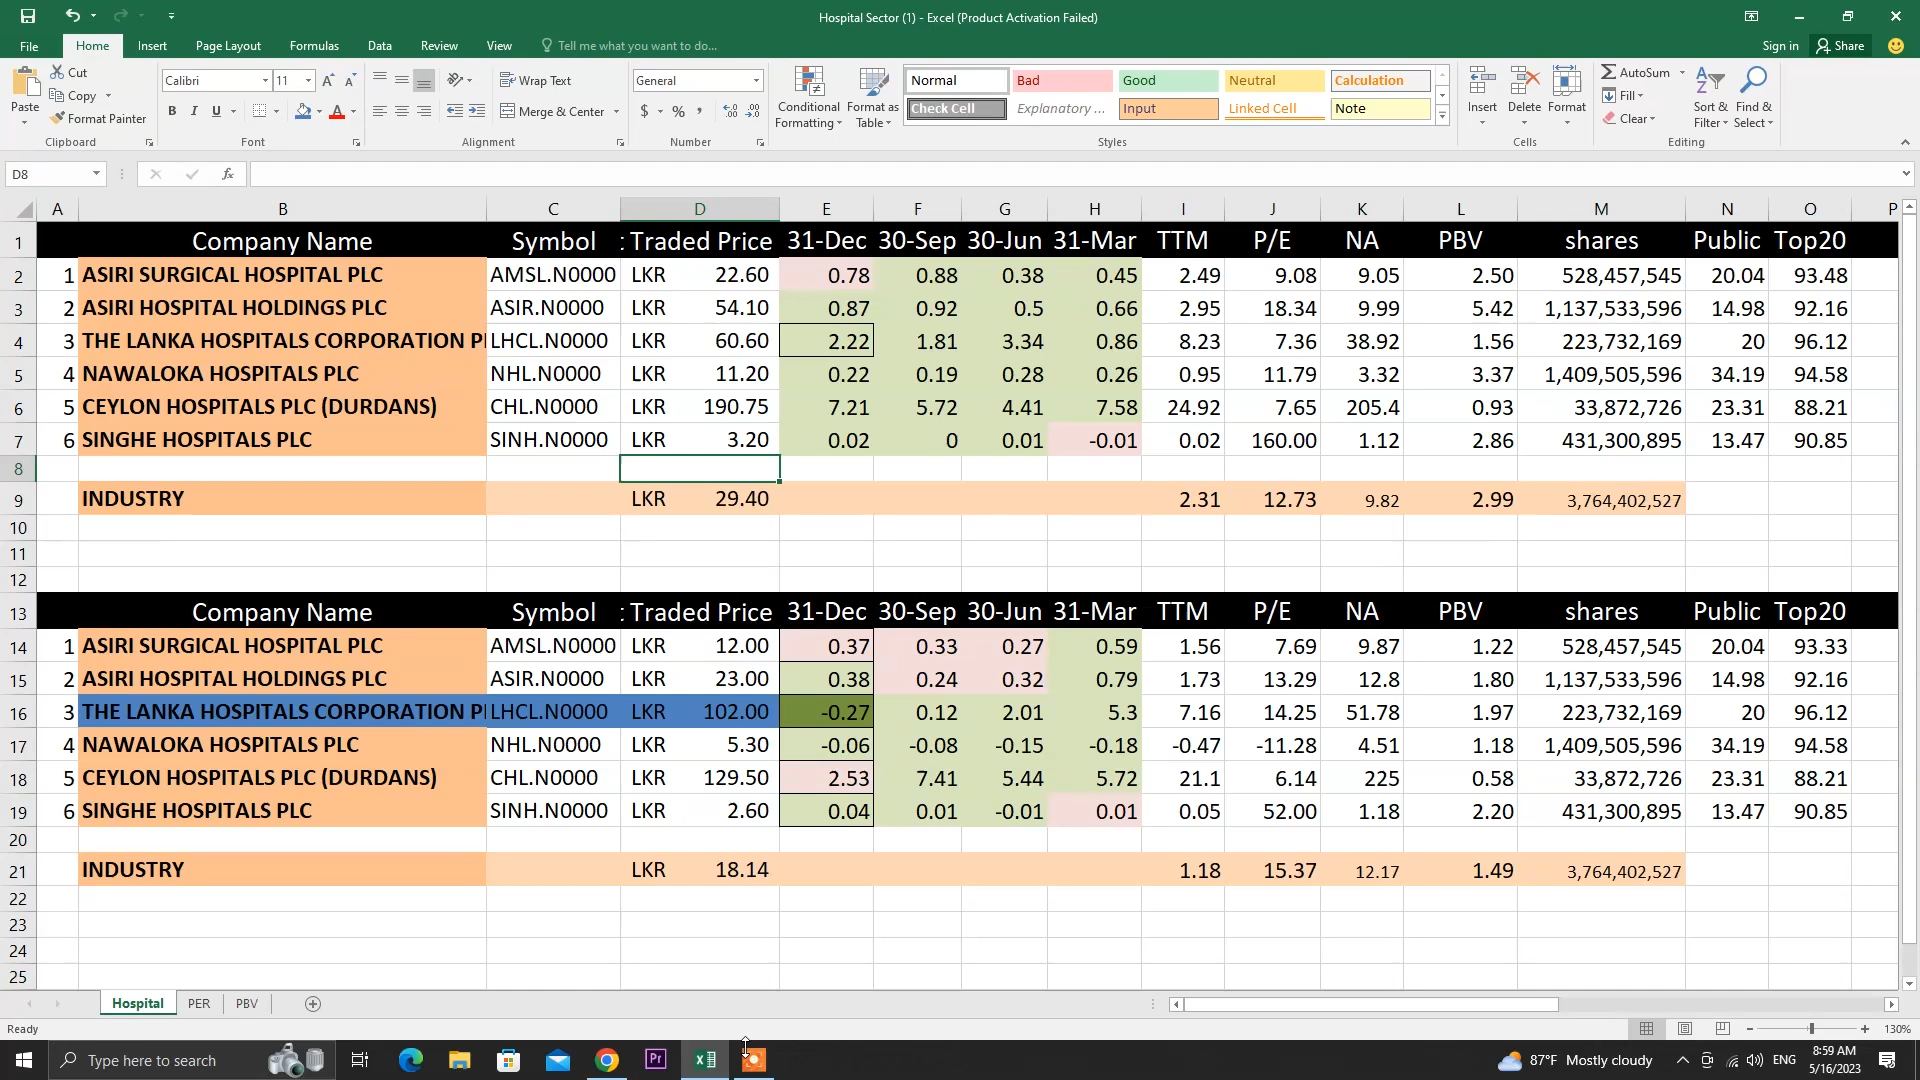 Hospital Sector (1) - Excel (Product Activation Failed)
File Home Insert Page Layout Formulas Data Review View Tell me what you want to do... Sign in Share
Paste Cut Copy Format Painter
Calibri 11
B I U
Wrap Text
Merge & Center
General
$ % ,
Conditional Formatting
Format as Table
Normal Bad Good Neutral Calculation
Check Cell Explanatory ... Input Linked Cell Note
Insert Delete Format
AutoSum Fill Clear
Sort & Filter
Find & Select
Clipboard Font Alignment Number Styles Cells Editing
D8 fx
A B C D E F G H I J K L M N O P
1 Company Name Symbol : Traded Price 31-Dec 30-Sep 30-Jun 31-Mar TTM P/E NA PBV shares Public Top20
2 1 ASIRI SURGICAL HOSPITAL PLC AMSL.N0000 LKR 22.60 0.78 0.88 0.38 0.45 2.49 9.08 9.05 2.50 528,457,545 20.04 93.48
3 2 ASIRI HOSPITAL HOLDINGS PLC ASIR.N0000 LKR 54.10 0.87 0.92 0.5 0.66 2.95 18.34 9.99 5.42 1,137,533,596 14.98 92.16
4 3 THE LANKA HOSPITALS CORPORATION P LHCL.N0000 LKR 60.60 2.22 1.81 3.34 0.86 8.23 7.36 38.92 1.56 223,732,169 20 96.12
5 4 NAWALOKA HOSPITALS PLC NHL.N0000 LKR 11.20 0.22 0.19 0.28 0.26 0.95 11.79 3.32 3.37 1,409,505,596 34.19 94.58
6 5 CEYLON HOSPITALS PLC (DURDANS) CHL.N0000 LKR 190.75 7.21 5.72 4.41 7.58 24.92 7.65 205.4 0.93 33,872,726 23.31 88.21
7 6 SINGHE HOSPITALS PLC SINH.N0000 LKR 3.20 0.02 0 0.01 -0.01 0.02 160.00 1.12 2.86 431,300,895 13.47 90.85
8
9 INDUSTRY LKR 29.40 2.31 12.73 9.82 2.99 3,764,402,527
10
11
12
13 Company Name Symbol : Traded Price 31-Dec 30-Sep 30-Jun 31-Mar TTM P/E NA PBV shares Public Top20
14 1 ASIRI SURGICAL HOSPITAL PLC AMSL.N0000 LKR 12.00 0.37 0.33 0.27 0.59 1.56 7.69 9.87 1.22 528,457,545 20.04 93.33
15 2 ASIRI HOSPITAL HOLDINGS PLC ASIR.N0000 LKR 23.00 0.38 0.24 0.32 0.79 1.73 13.29 12.8 1.80 1,137,533,596 14.98 92.16
16 3 THE LANKA HOSPITALS CORPORATION P LHCL.N0000 LKR 102.00 -0.27 0.12 2.01 5.3 7.16 14.25 51.78 1.97 223,732,169 20 96.12
17 4 NAWALOKA HOSPITALS PLC NHL.N0000 LKR 5.30 -0.06 -0.08 -0.15 -0.18 -0.47 -11.28 4.51 1.18 1,409,505,596 34.19 94.58
18 5 CEYLON HOSPITALS PLC (DURDANS) CHL.N0000 LKR 129.50 2.53 7.41 5.44 5.72 21.1 6.14 225 0.58 33,872,726 23.31 88.21
19 6 SINGHE HOSPITALS PLC SINH.N0000 LKR 2.60 0.04 0.01 -0.01 0.01 0.05 52.00 1.18 2.20 431,300,895 13.47 90.85
20
21 INDUSTRY LKR 18.14 1.18 15.37 12.17 1.49 3,764,402,527
22
23
24
25
Hospital PER PBV
Ready 130%
Type here to search 87°F Mostly cloudy ENG 8:59 AM
5/16/2023